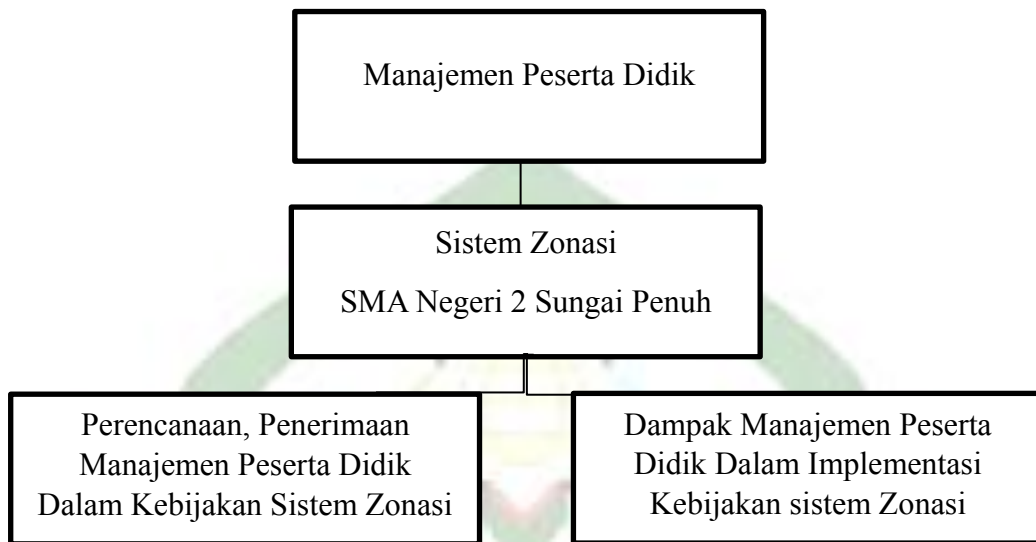 Manajemen Peserta Didik
Sistem Zonasi
SMA Negeri 2 Sungai Penuh
Perencanaan, Penerimaan
Manajemen Peserta Didik
Dalam Kebijakan Sistem Zonasi
Dampak Manajemen Peserta
Didik Dalam Implementasi
Kebijakan sistem Zonasi